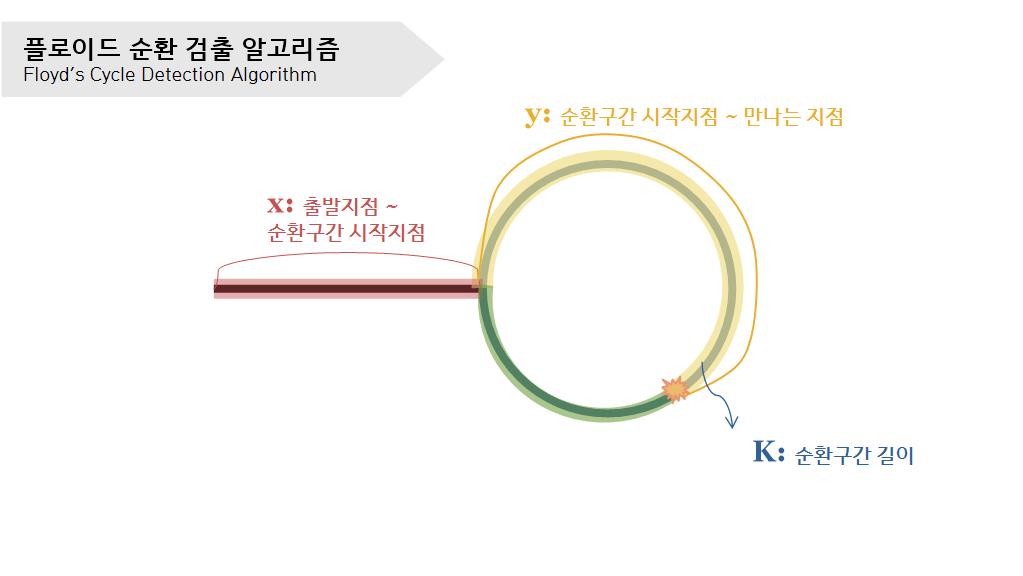 플로이드 순환 검출 알고리즘
Floyd's Cycle Detection Algorithm
y: 순환구간 시작지점 ~ 만나는 지점
x: 출발지점 ~
순환구간 시작지점
K: 순환구간 길이